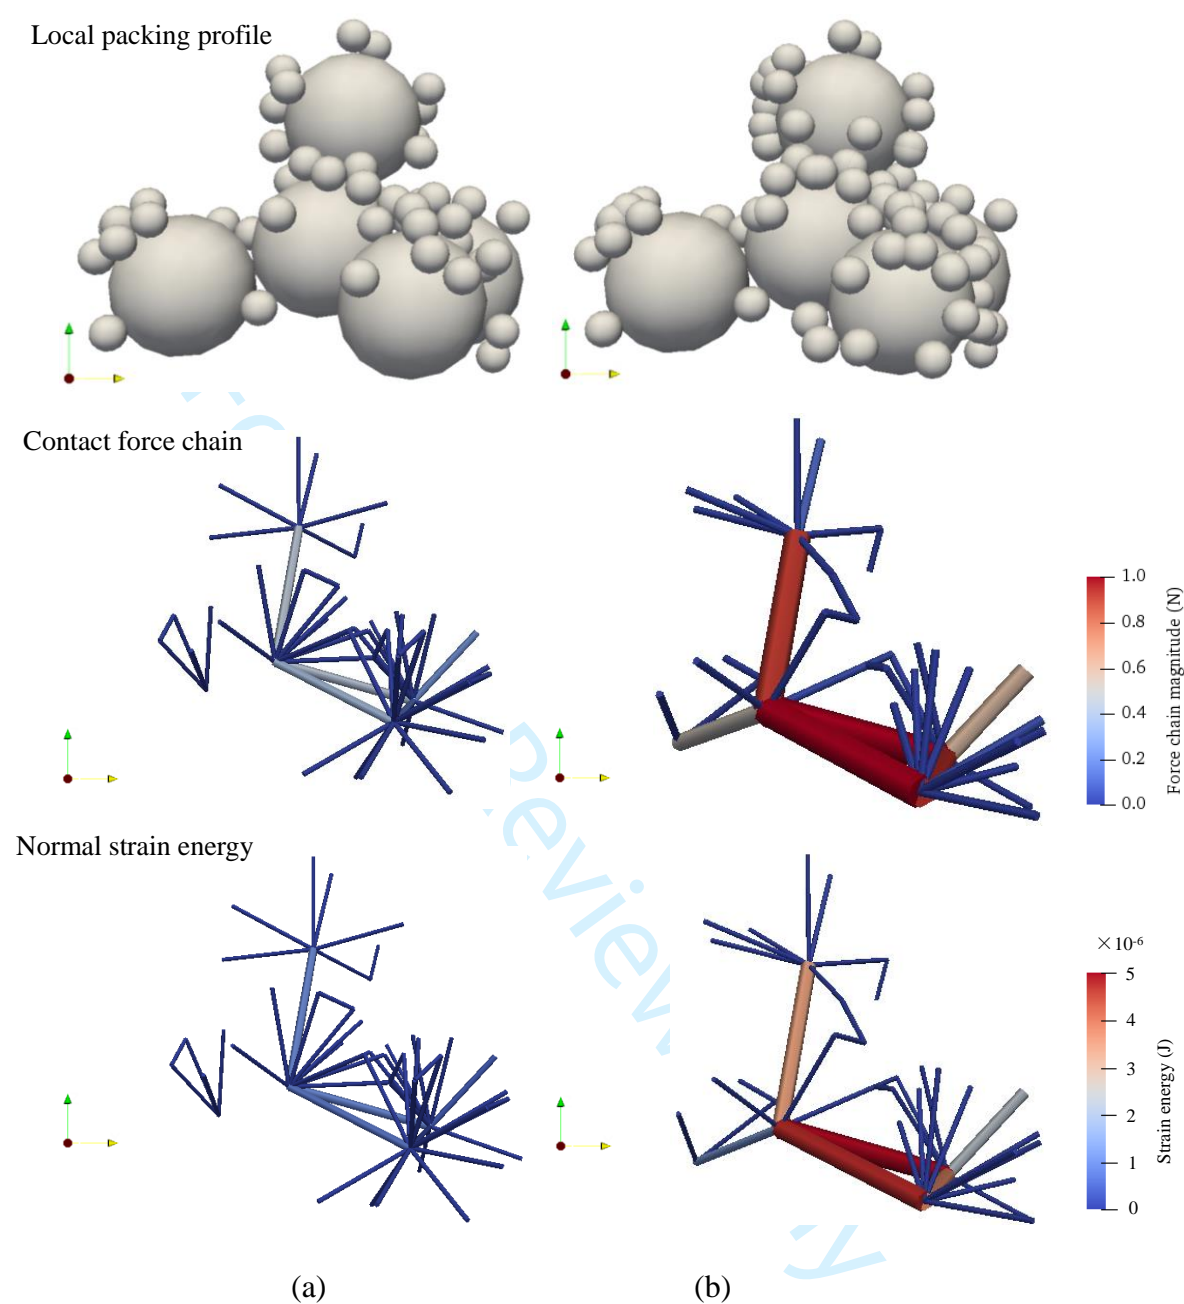 Local packing profile
Contact force chain
1.0
0.8
0.6
0.4
0.2
0.0
Force chain magnitude (N)
Normal strain energy
×10-6
5
4
3
2
1
0
Strain energy (J)
(a)
(b)